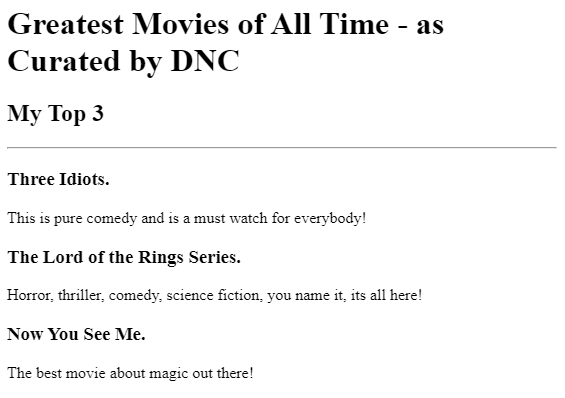 Greatest Movies of All Time - as
Curated by DNC
My Top 3
Three Idiots.
This is pure comedy and is a must watch for everybody!
The Lord of the Rings Series.
Horror, thriller, comedy, science fiction, you name it, its all here!
Now You See Me.
The best movie about magic out there!